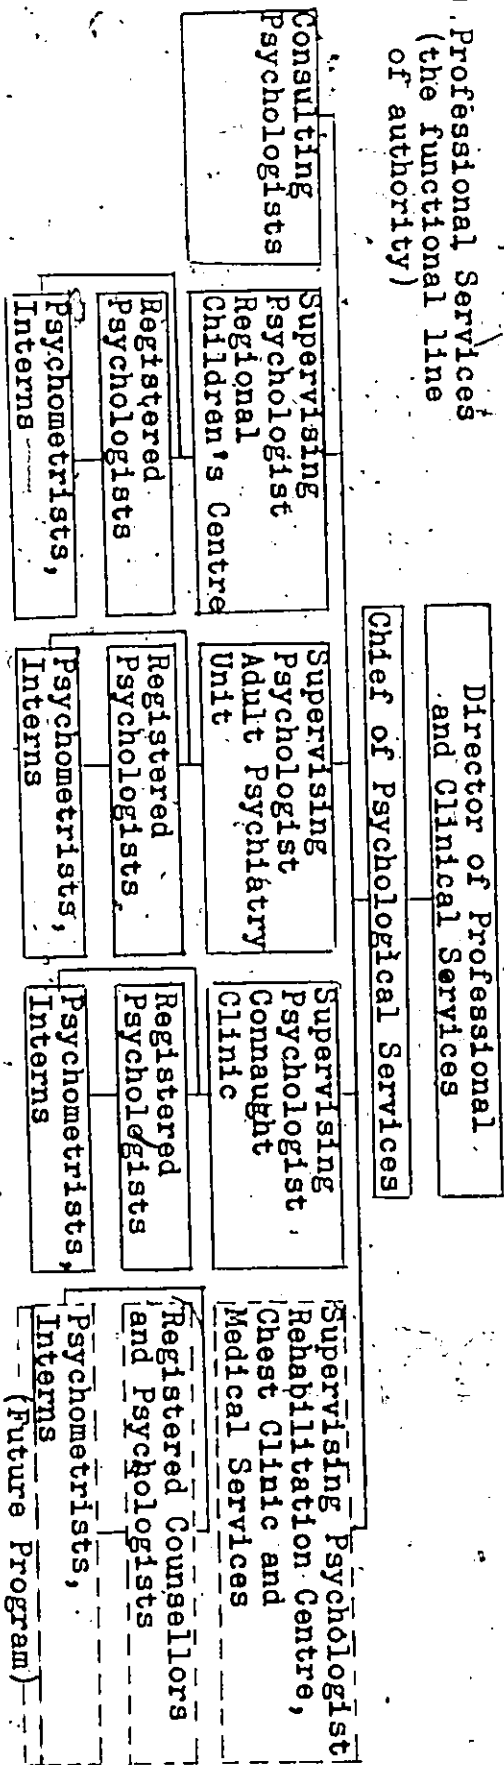 Professional Services
(the functional line
of authority)
Director of Professional
and Clinical Services
Chief of Psychological Services
Consulting
Psychologists
Supervising
Psychologist
Regional
Children's Centre
Registered
Psychologists
Psychometrists,
Interns
Supervising
Psychologist
Adult Psychiatry
Unit
Registered
Psychologists
Psychometrists,
Interns
Supervising
Psychologist
Connaught
Clinic
Registered
Psychologists
Psychometrists,
Interns
Supervising Psychologist
Rehabilitation Centre,
Chest Clinic and
Medical Services
Registered Counsellors
and Psychologists
Psychometrists,
Interns
(Future Program)